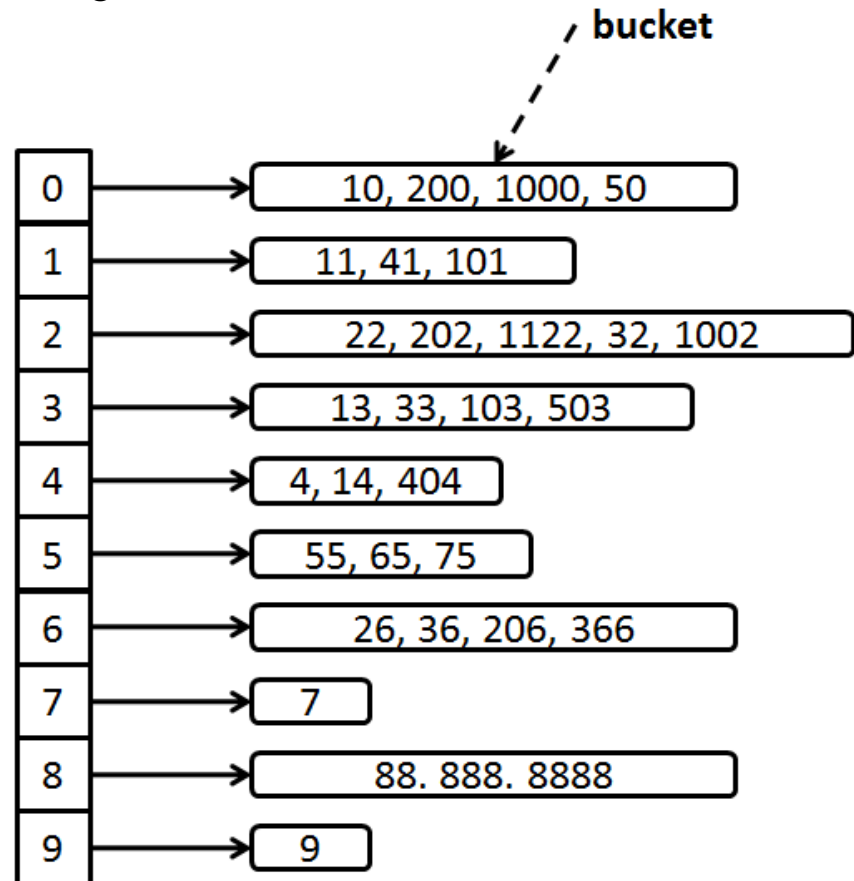 bucket
0 10, 200, 1000, 50
1 11, 41, 101
2 22, 202, 1122, 32, 1002
3 13, 33, 103, 503
4 4, 14, 404
5 55, 65, 75
6 26, 36, 206, 366
7 7
8 88. 888. 8888
9 9